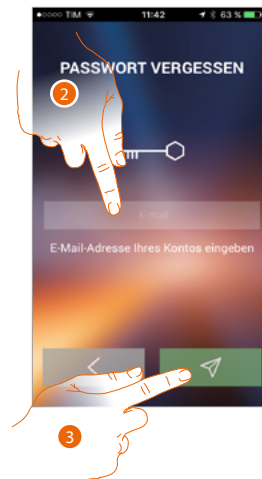 TIM 11:42 63 %
PASSWORT VERGESSEN
2
E-mail
E-Mail-Adresse Ihres Kontos eingeben
3